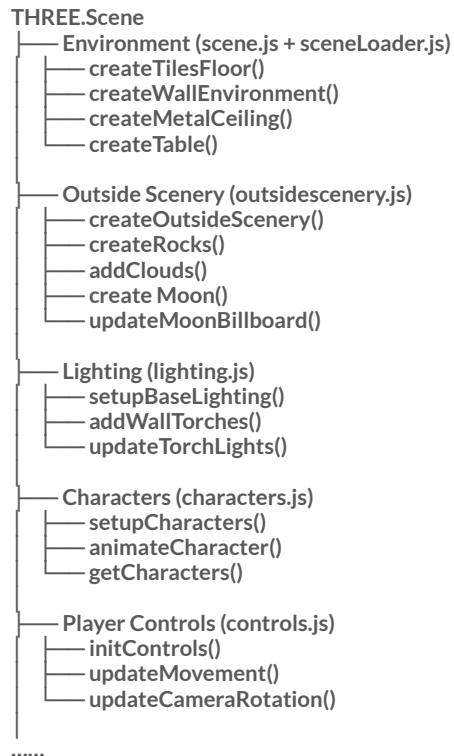 THREE.Scene
├── Environment (scene.js + sceneLoader.js)
│   ├── createTilesFloor()
│   ├── createWallEnvironment()
│   ├── createMetalCeiling()
│   └── createTable()
│
├── Outside Scenery (outsidescenery.js)
│   ├── createOutsideScenery()
│   ├── createRocks()
│   ├── addClouds()
│   ├── create Moon()
│   └── updateMoonBillboard()
│
├── Lighting (lighting.js)
│   ├── setupBaseLighting()
│   ├── addWallTorches()
│   └── updateTorchLights()
│
├── Characters (characters.js)
│   ├── setupCharacters()
│   ├── animateCharacter()
│   └── getCharacters()
│
├── Player Controls (controls.js)
│   ├── initControls()
│   ├── updateMovement()
│   └── updateCameraRotation()
│
......